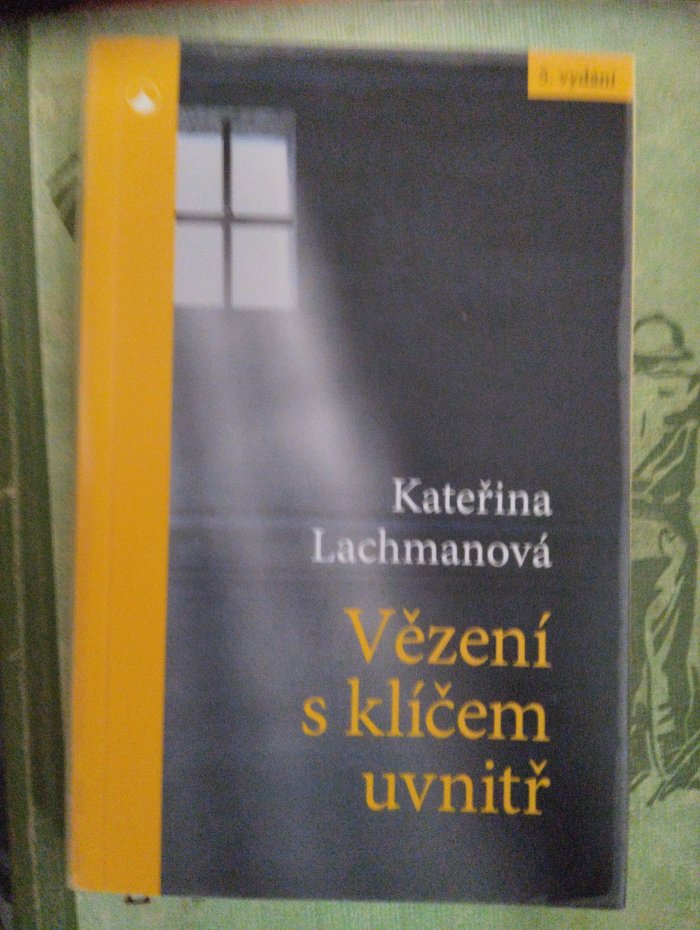 vydání
Kateřina
Lachmanová
Vězení
s klíčem
uvnitř